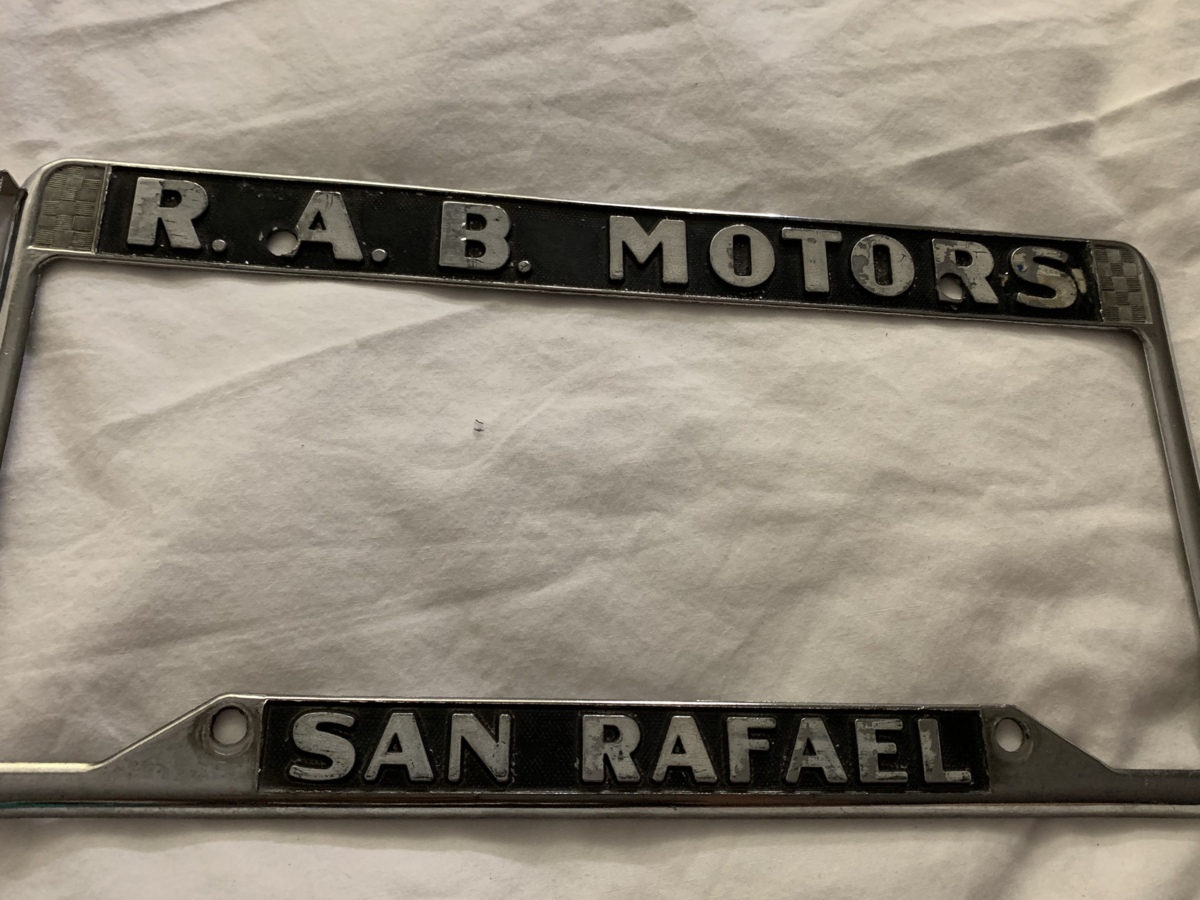 R. A. B. MOTORS
SAN RAFAEL